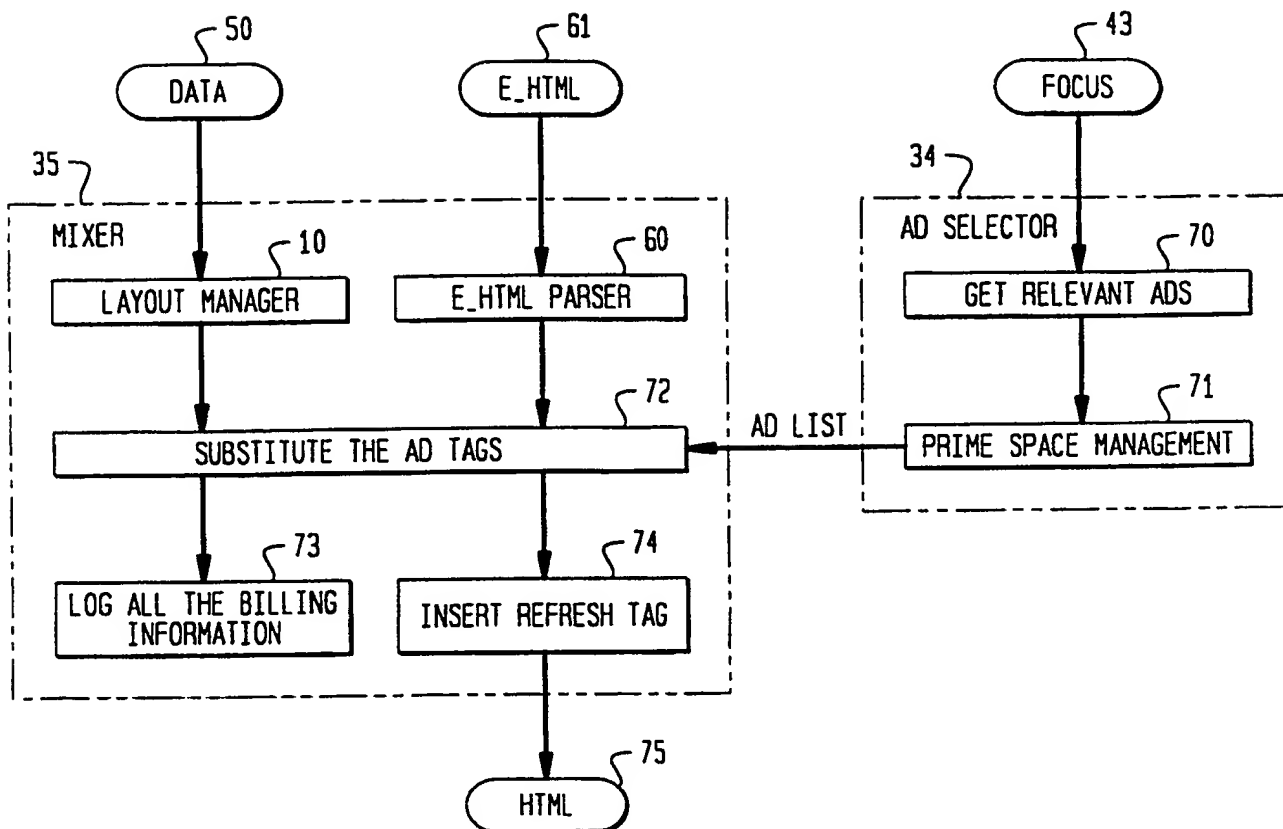 50
61
43
DATA
E_HTML
FOCUS
35
34
MIXER
AD SELECTOR
10
60
70
LAYOUT MANAGER
E_HTML PARSER
GET RELEVANT ADS
72
71
AD LIST
SUBSTITUTE THE AD TAGS
PRIME SPACE MANAGEMENT
73
74
LOG ALL THE BILLING
INFORMATION
INSERT REFRESH TAG
75
HTML